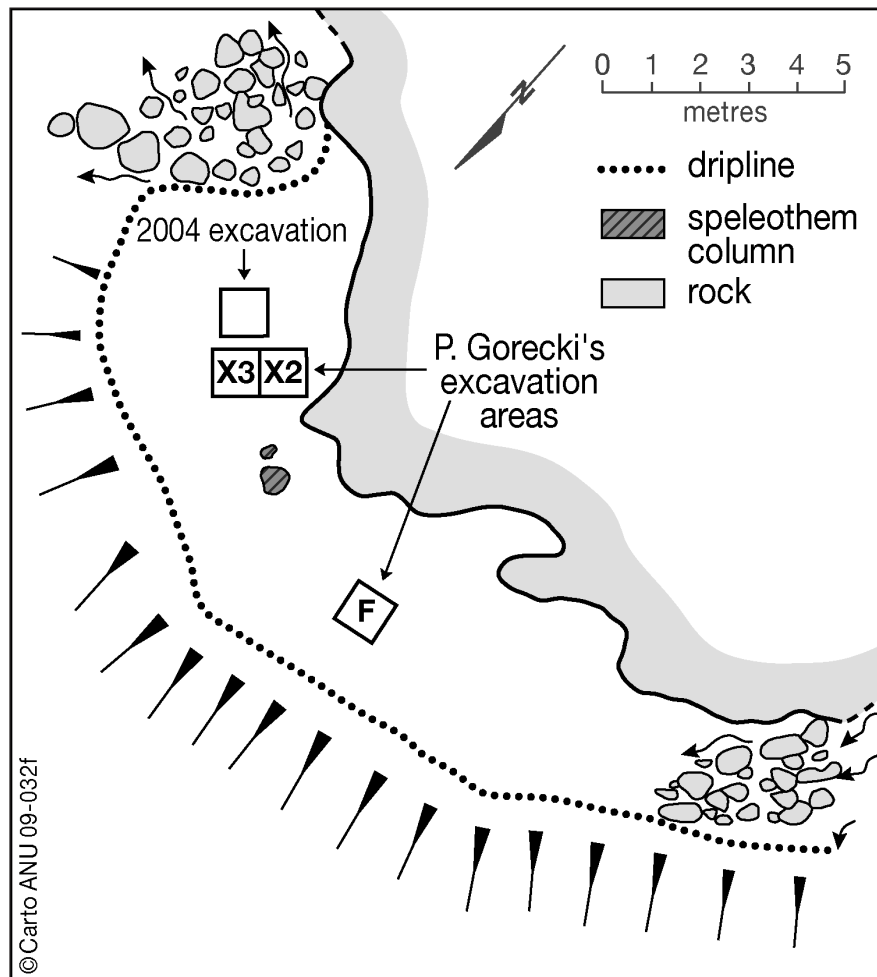 N
0 1 2 3 4 5
metres
dripline
speleothem
column
rock
2004 excavation
P. Gorecki's
excavation
areas
X3 X2
F
©Carto ANU 09-032f